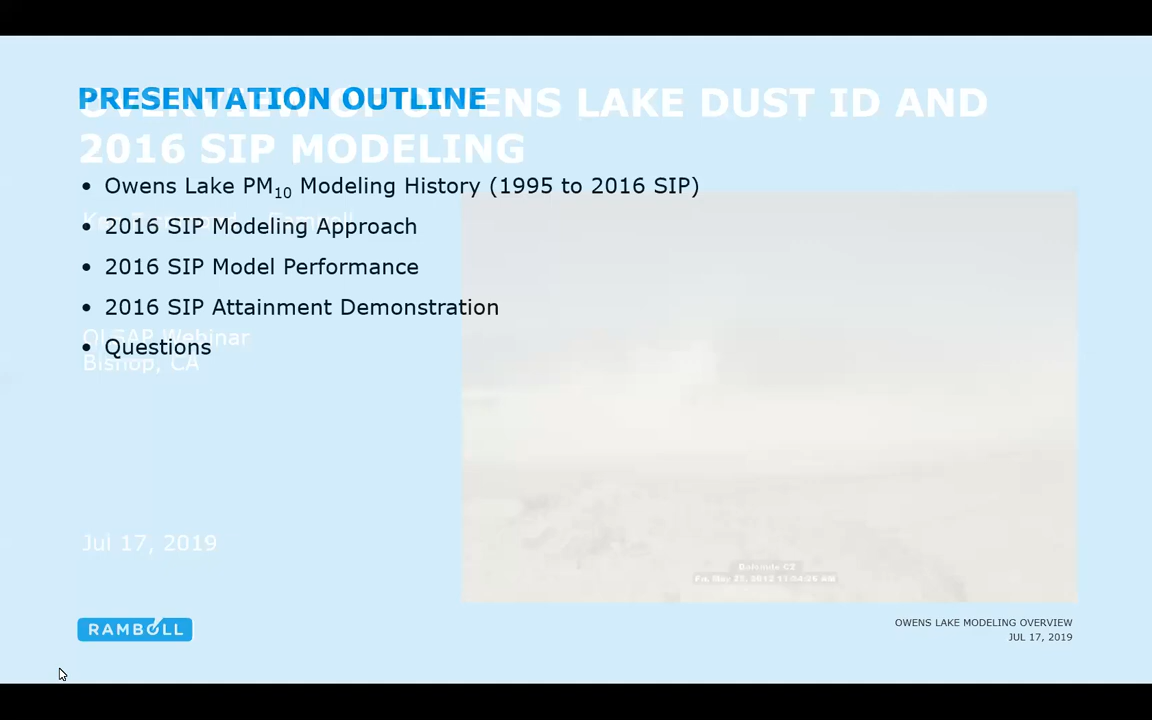 PRESENTATION OUTLINE
OVERVIEW OF OWENS LAKE DUST ID AND
2016 SIP MODELING
• Owens Lake PM10 Modeling History (1995 to 2016 SIP)
• 2016 SIP Modeling Approach
• 2016 SIP Model Performance
• 2016 SIP Attainment Demonstration
• Questions
Webinar
Bishop, CA
Jul 17, 2019
RAMBOLL
OWENS LAKE MODELING OVERVIEW
JUL 17, 2019